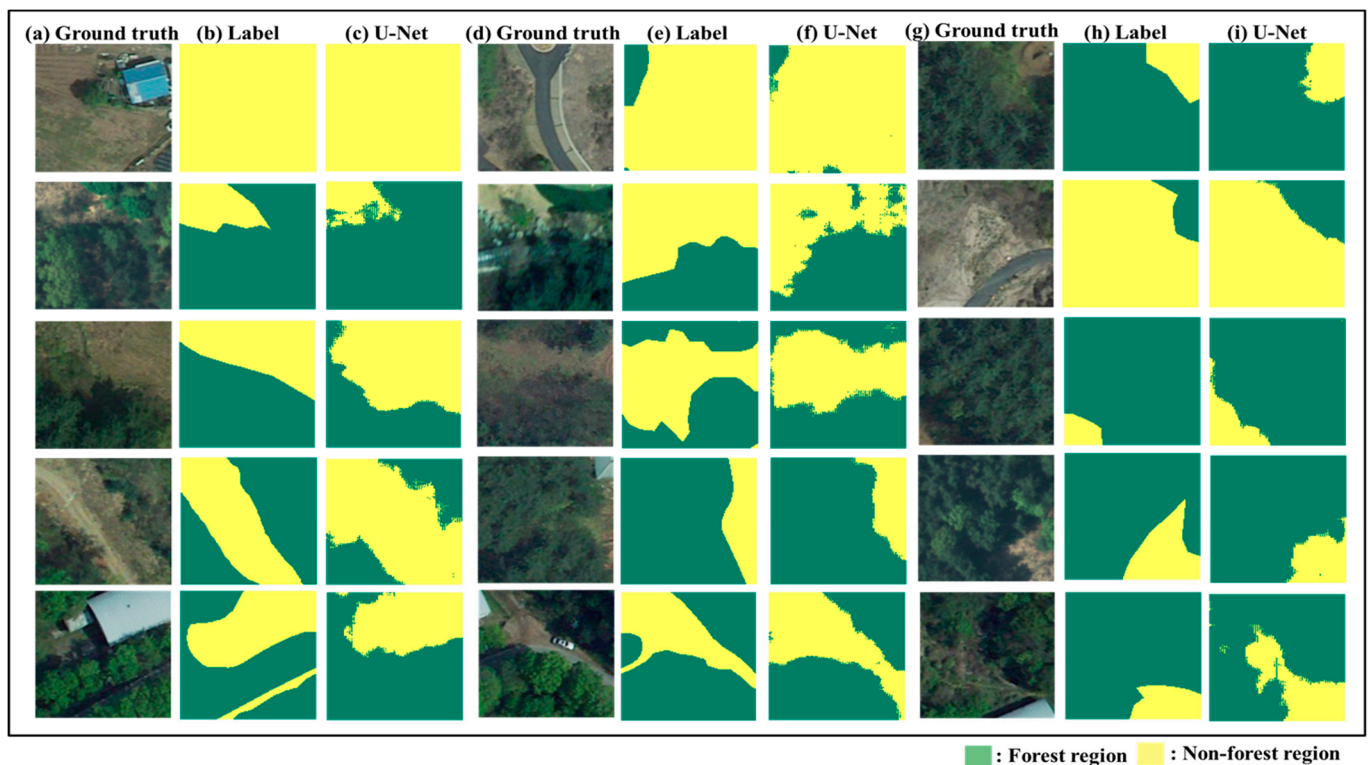 (a) Ground truth (b) Label (c) U-Net (d) Ground truth (e) Label (f) U-Net (g) Ground truth (h) Label (i) U-Net
: Forest region : Non-forest region